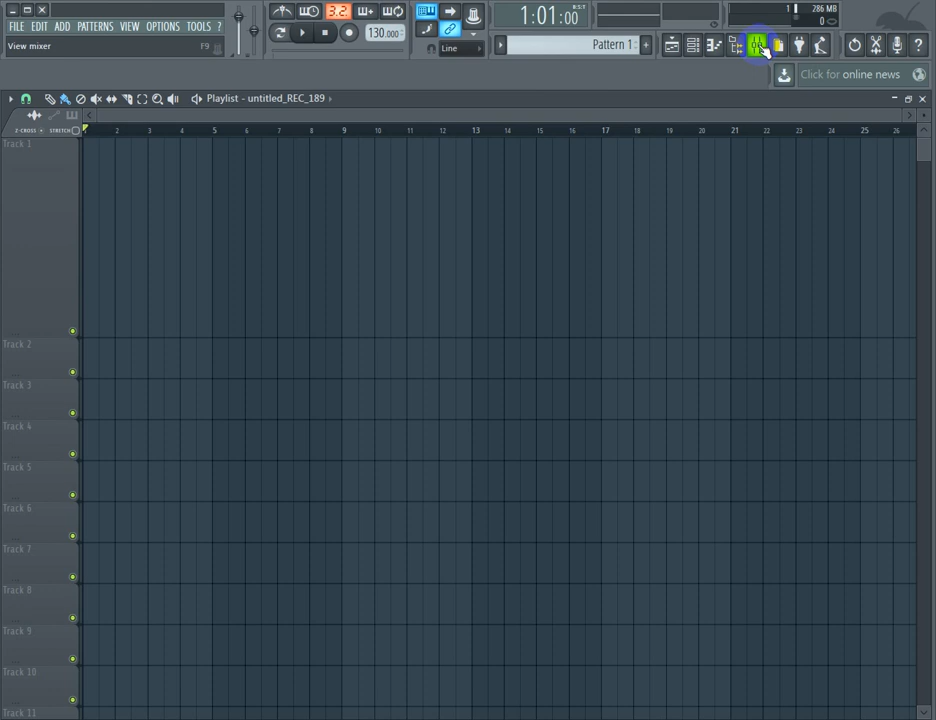 FILE EDIT ADD PATTERNS VIEW OPTIONS TOOLS ?
View mixer F9
3.2.
130.000
Line
1:01:00
B:S:T
Pattern 1
1
286 MB
0
Click for online news
Playlist - untitled_REC_189
Z-CROSS STRETCH
2 3 4 5 6 7 8 9 10 11 12 13 14 15 16 17 18 19 20 21 22 23 24 25 26
Track 1
Track 2
Track 3
Track 4
Track 5
Track 6
Track 7
Track 8
Track 9
Track 10
Track 11